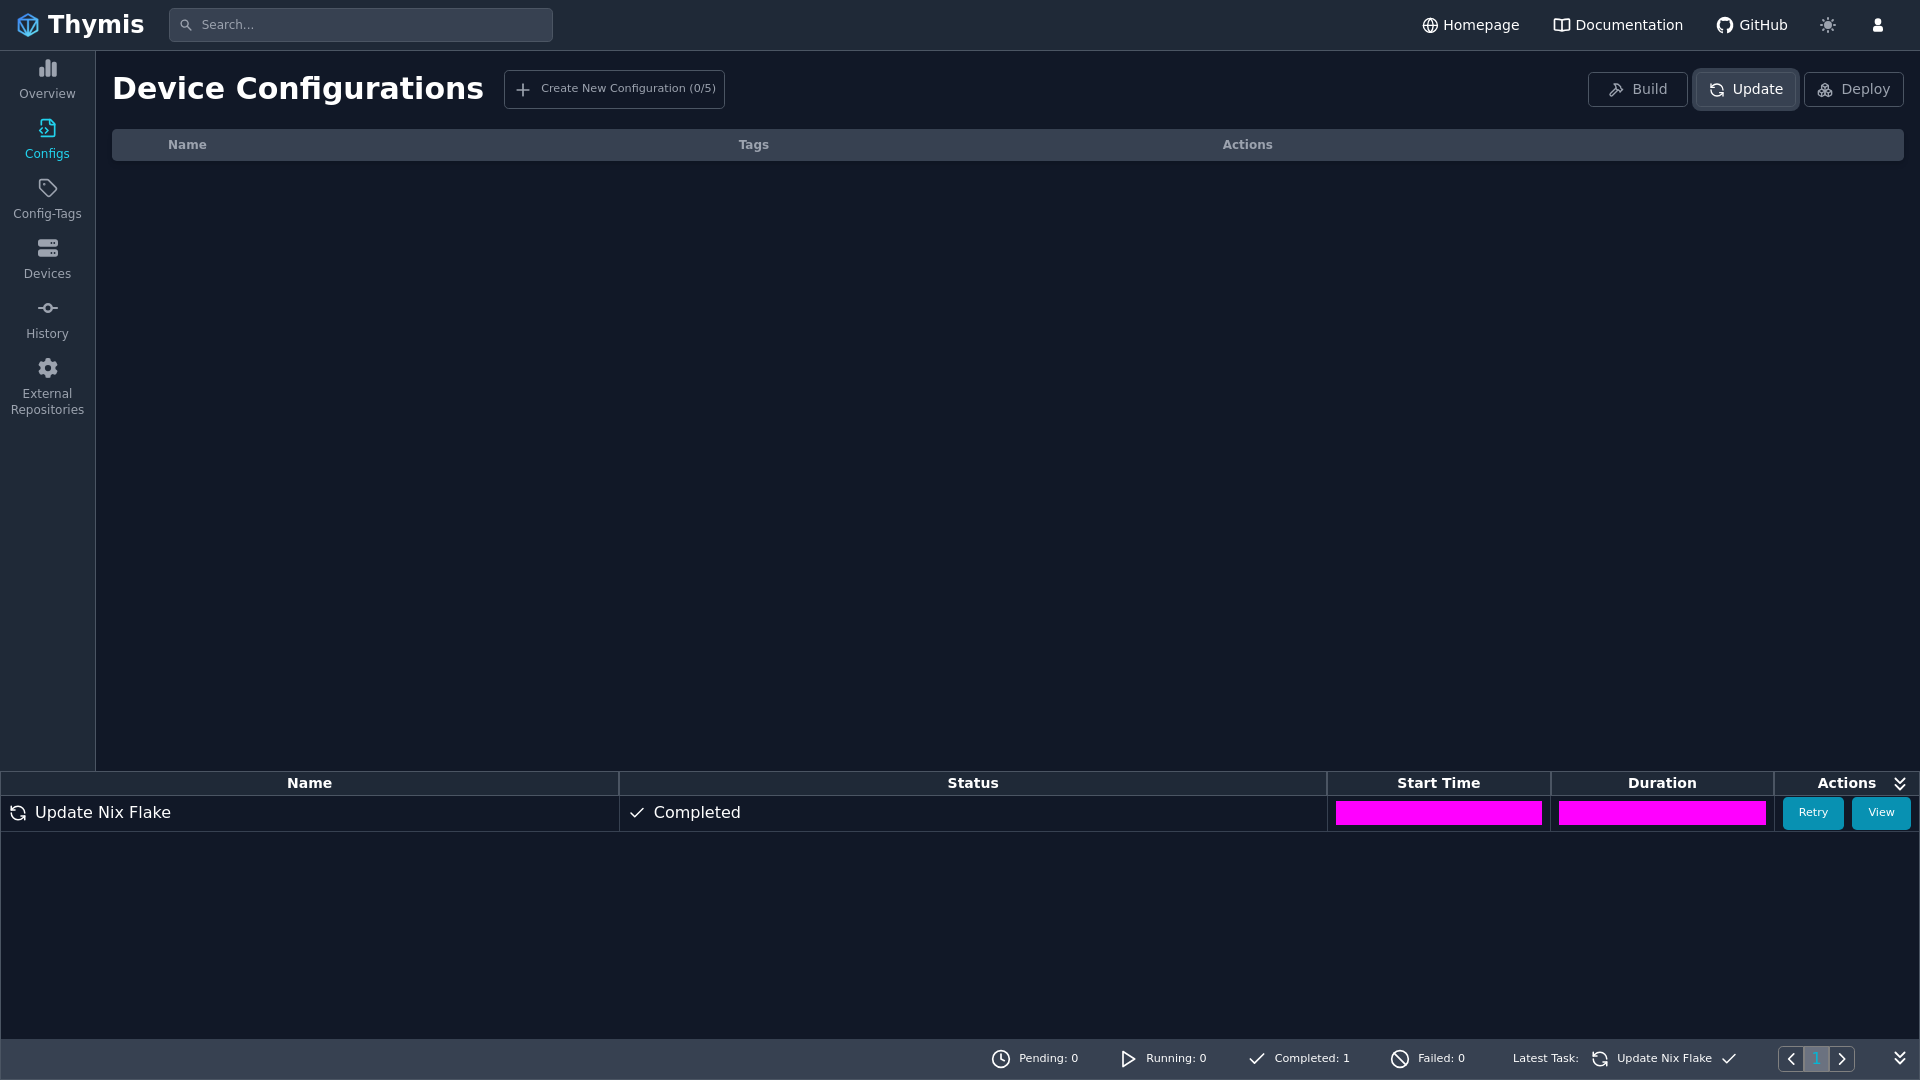 Thymis
Search...
Homepage
Documentation
GitHub
Overview
Configs
Config-Tags
Devices
History
External
Repositories
Device Configurations
Create New Configuration (0/5)
Build
Update
Deploy
Name Tags Actions
Name Status Start Time Duration Actions
Update Nix Flake Completed Retry View
Pending: 0 Running: 0 Completed: 1 Failed: 0 Latest Task: Update Nix Flake 1